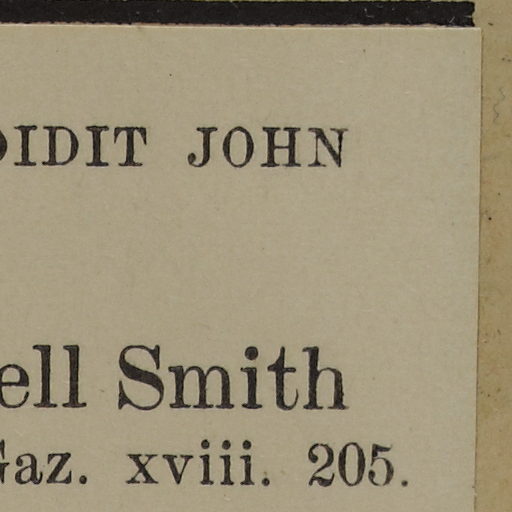 DIDIT JOHN
ell Smith
Gaz. xviii. 205.